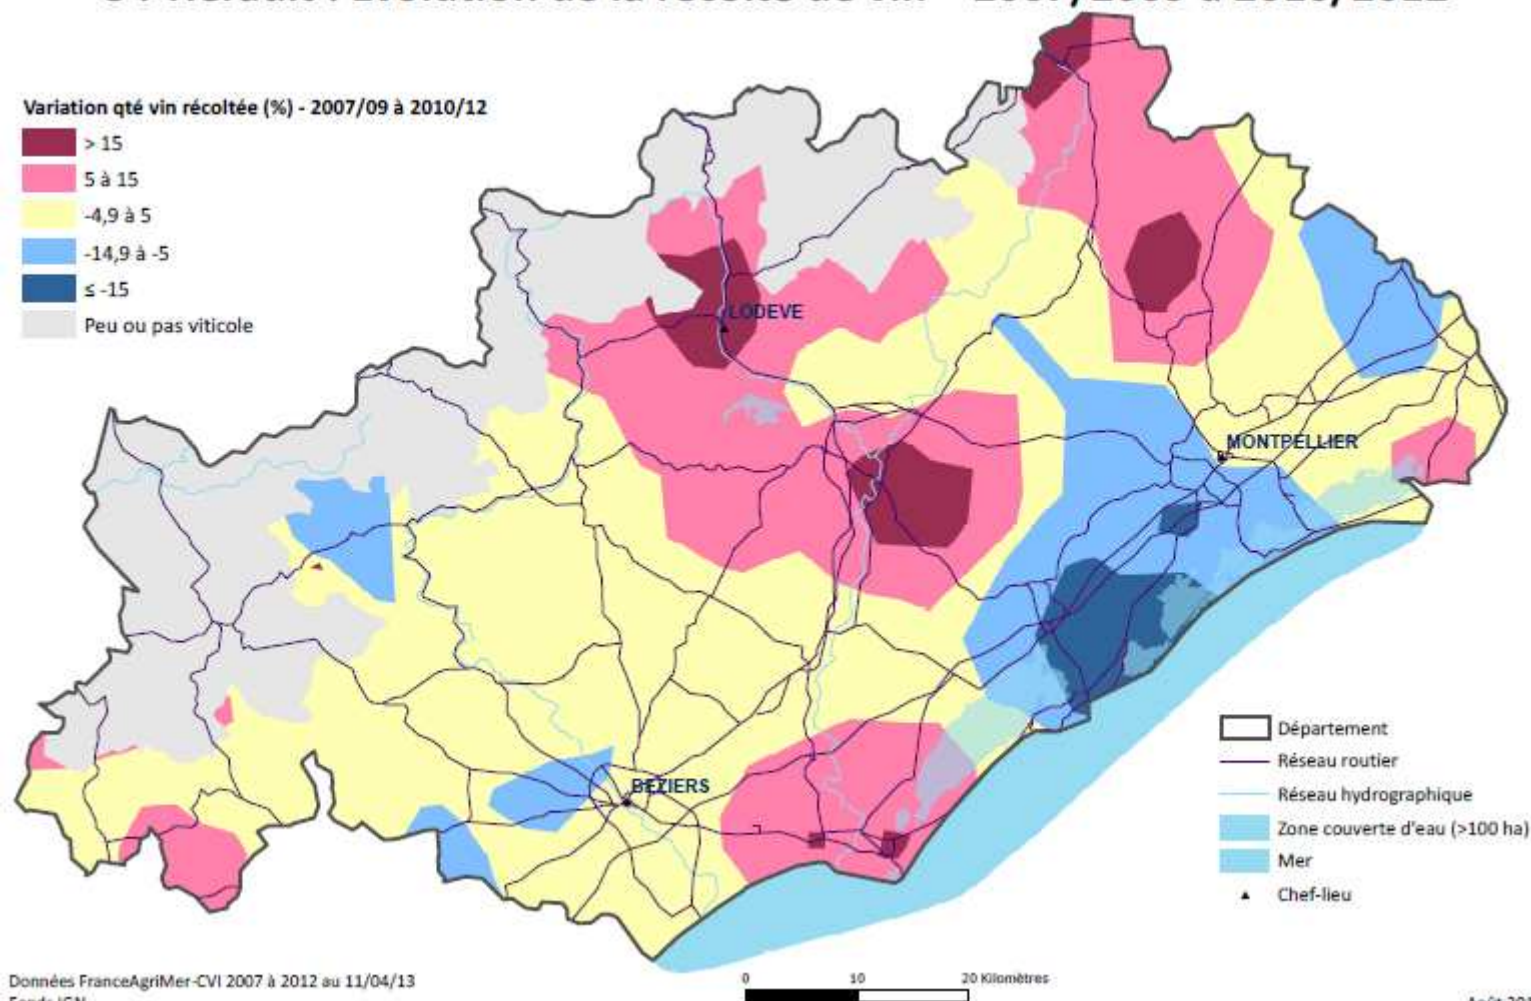 Variation qté vin récoltée (%) - 2007/09 à 2010/12
> 15
5 à 15
-4,9 à 5
-14,9 à -5
≤ -15
Peu ou pas viticole
LODEVE
MONTPELLIER
BEZIERS
Département
Réseau routier
Réseau hydrographique
Zone couverte d'eau (>100 ha)
Mer
Chef-lieu
Données FranceAgriMer-CVI 2007 à 2012 au 11/04/13
0 10 20 Kilomètres